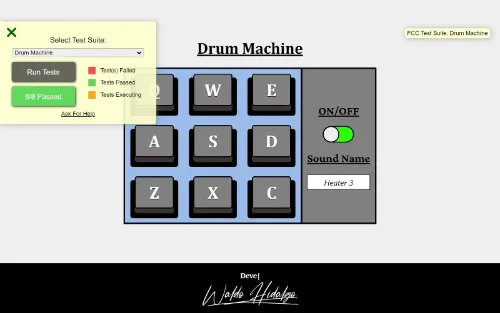 Select Test Suite:
Drum Machine
Run Tests
Test(s) Failed
Tests Passed
8/8 Passed
Tests Executing
Ask For Help
FCC Test Suite: Drum Machine
Drum Machine
Q W E
A S D
Z X C
ON/OFF
Sound Name
Heater 3
Deve|
Waldo Hidalgo